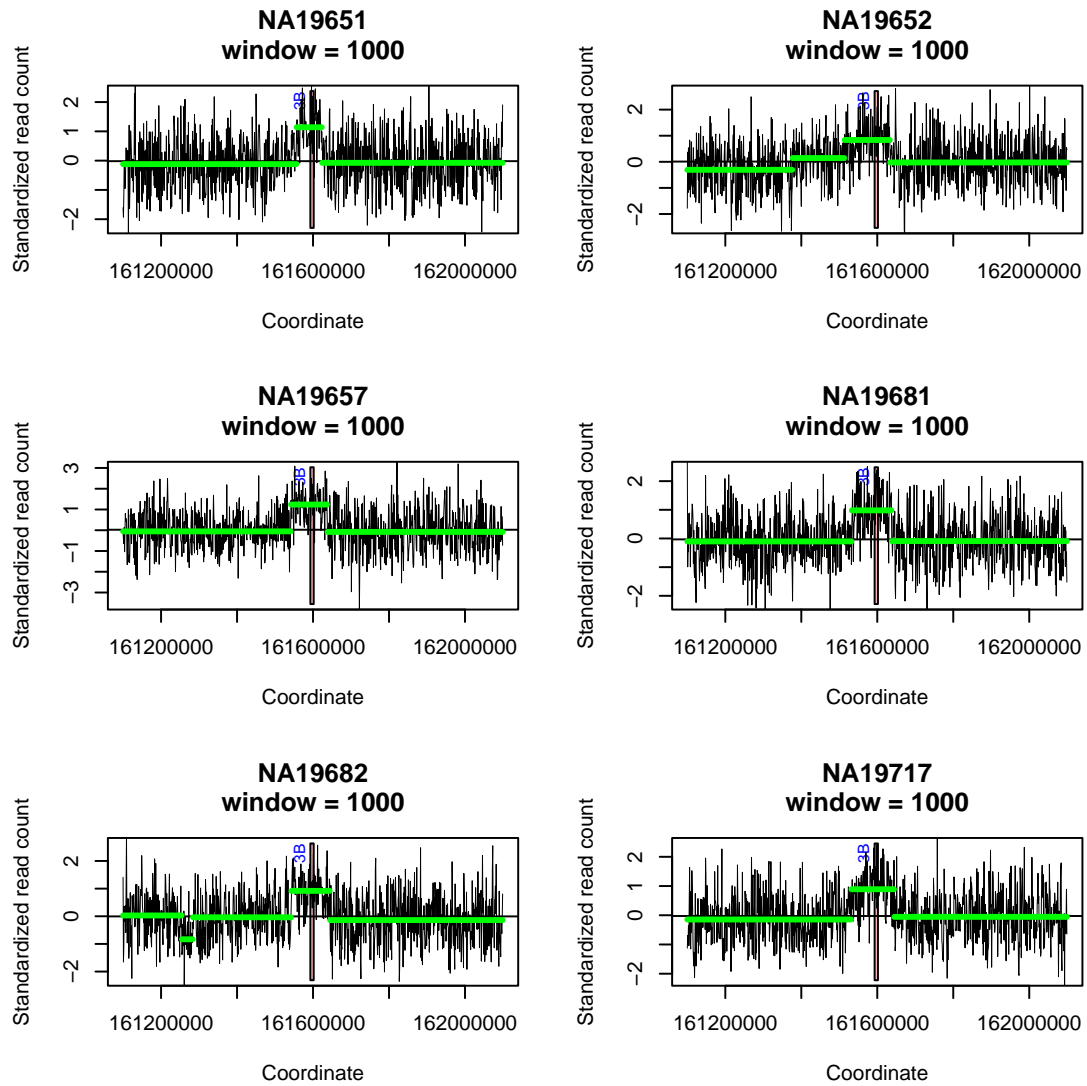 NA19651
window = 1000
Standardized read count
2
1
0
−2
3B
161200000 161600000 162000000
Coordinate
NA19652
window = 1000
Standardized read count
2
0
−2
3B
161200000 161600000 162000000
Coordinate
NA19657
window = 1000
Standardized read count
3
1
−1
−3
3B
161200000 161600000 162000000
Coordinate
NA19681
window = 1000
Standardized read count
2
1
0
−2
3B
161200000 161600000 162000000
Coordinate
NA19682
window = 1000
Standardized read count
2
1
0
−2
3B
161200000 161600000 162000000
Coordinate
NA19717
window = 1000
Standardized read count
2
1
0
−2
3B
161200000 161600000 162000000
Coordinate